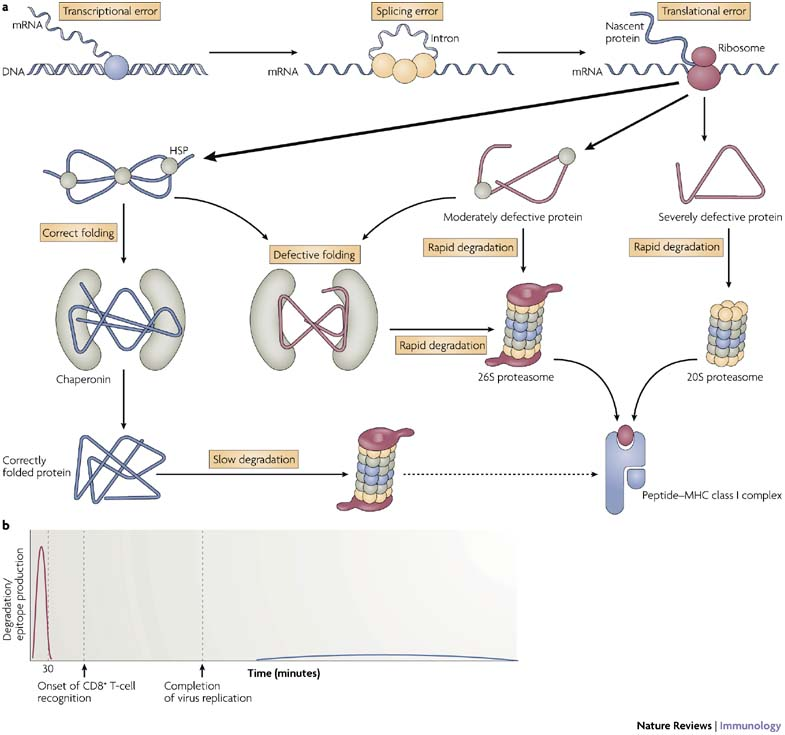 a
Transcriptional error
Splicing error
Translational error
mRNA
DNA
Intron
mRNA
Nascent
protein
Ribosome
mRNA
HSP
Moderately defective protein
Severely defective protein
Correct folding
Defective folding
Rapid degradation
Rapid degradation
Chaperonin
Rapid degradation
26S proteasome
20S proteasome
Correctly
folded protein
Slow degradation
Peptide–MHC class I complex
b
Degradation/
epitope production
30
Time (minutes)
Onset of CD8+ T-cell
recognition
Completion
of virus replication
Nature Reviews | Immunology